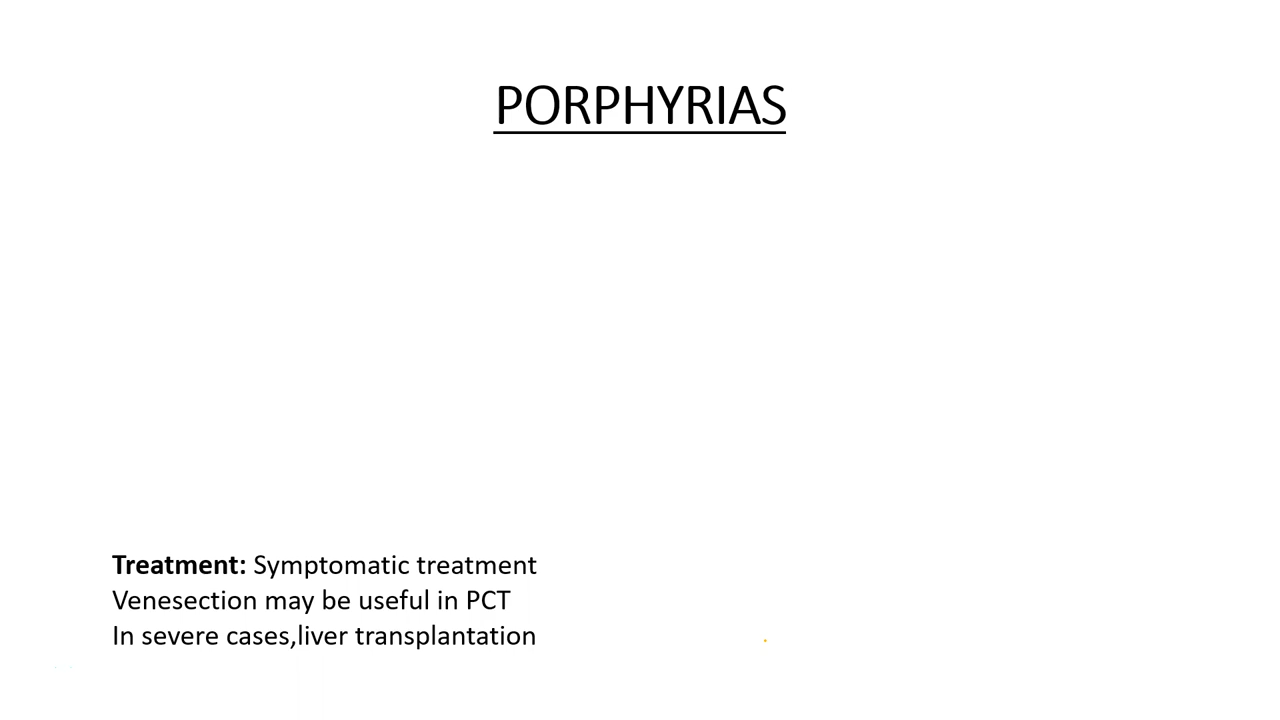 PORPHYRIAS
Treatment: Symptomatic treatment
Venesection may be useful in PCT
In severe cases,liver transplantation